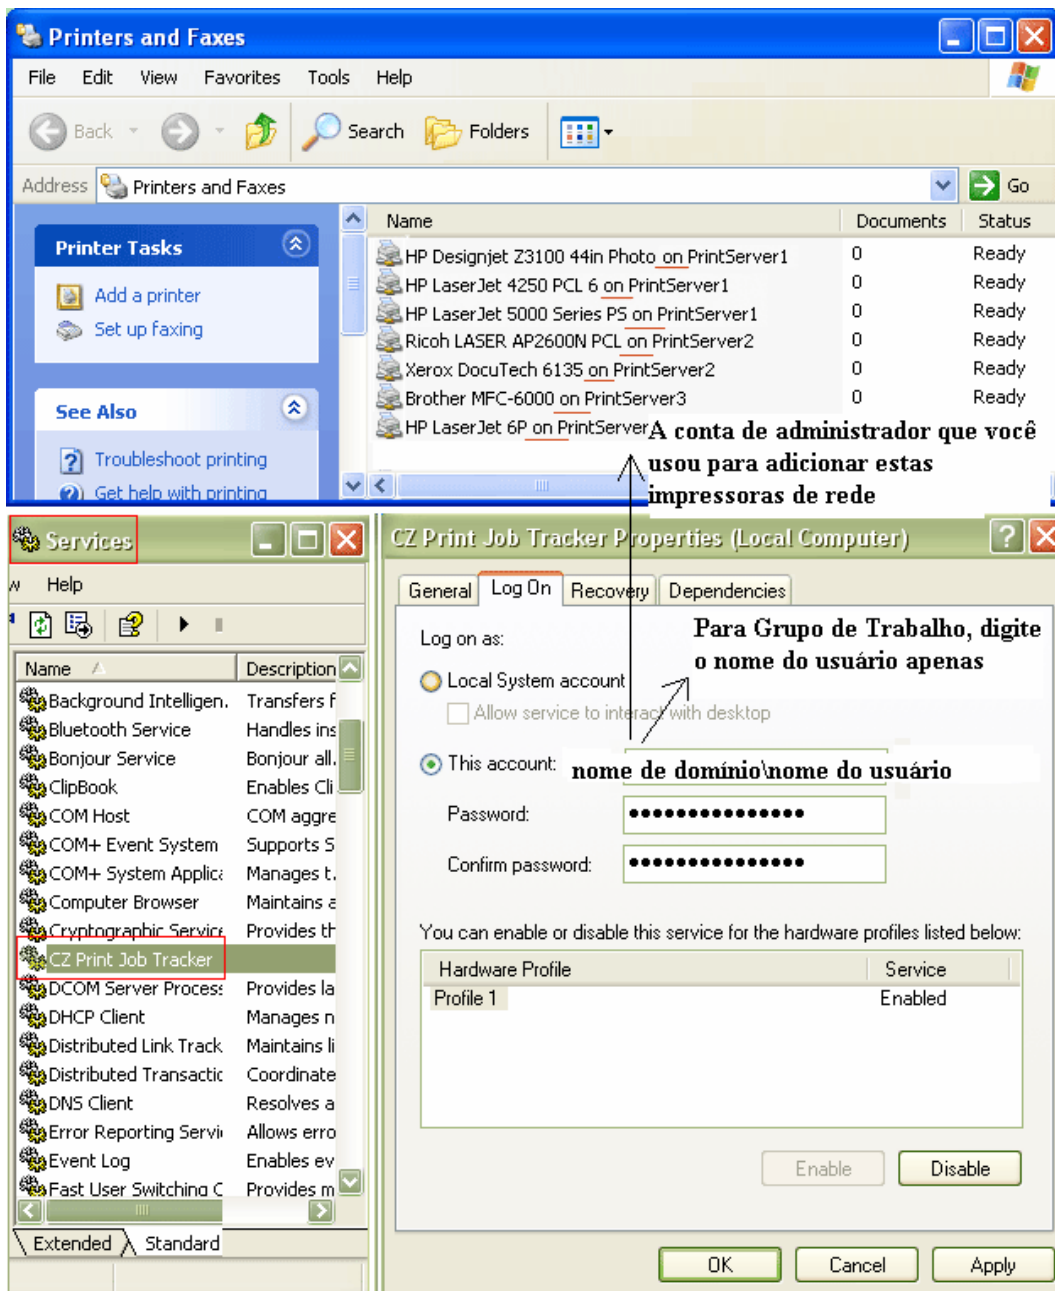 Printers and Faxes
File Edit View Favorites Tools Help
Back Search Folders
Address Printers and Faxes Go
Printer Tasks
Add a printer
Set up faxing
See Also
Troubleshoot printing
Get help with printing
Name Documents Status
HP Designjet Z3100 44in Photo on PrintServer1 0 Ready
HP LaserJet 4250 PCL 6 on PrintServer1 0 Ready
HP LaserJet 5000 Series PS on PrintServer1 0 Ready
Ricoh LASER AP2600N PCL on PrintServer2 0 Ready
Xerox DocuTech 6135 on PrintServer2 0 Ready
Brother MFC-6000 on PrintServer3 0 Ready
HP LaserJet 6P on PrintServer
A conta de administrador que você
usou para adicionar estas
impressoras de rede
Services
w Help
Name Description
Background Intelligen. Transfers f
Bluetooth Service Handles ins
Bonjour Service Bonjour all.
ClipBook Enables Cli
COM Host COM aggre
COM+ Event System Supports S
COM+ System Applica Manages t.
Computer Browser Maintains a
Cryptographic Service Provides th
CZ Print Job Tracker
DCOM Server Process Provides la
DHCP Client Manages n
Distributed Link Track Maintains li
Distributed Transactic Coordinate
DNS Client Resolves a
Error Reporting Servi Allows erro
Event Log Enables ev
Fast User Switching C Provides m
Extended Standard
CZ Print Job Tracker Properties (Local Computer)
General Log On Recovery Dependencies
Log on as:
Para Grupo de Trabalho, digite
o nome do usuário apenas
Local System account
Allow service to interact with desktop
This account: nome de domínio\nome do usuário
Password: •••••••••••••••
Confirm password: •••••••••••••••
You can enable or disable this service for the hardware profiles listed below:
Hardware Profile Service
Profile 1 Enabled
Enable Disable
OK Cancel Apply